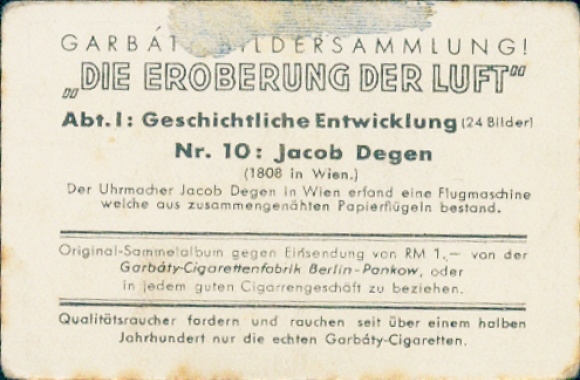 GARBÁT ILDERSAMMLUNG!
„DIE EROBERUNG DER LUFT“
Abt. I: Geschichtliche Entwicklung (24 Bilder)
Nr. 10: Jacob Degen
(1808 in Wien.)
Der Uhrmacher Jacob Degen in Wien erfand eine Flugmaschine
welche aus zusammengenähten Papierflügeln bestand.
Original-Sammelalbum gegen Einsendung von RM 1.— von der
Garbáty-Cigarettenfabrik Berlin-Pankow, oder
in jedem guten Cigarrengeschäft zu beziehen.
Qualitätsraucher fordern und rauchen seit über einem halben
Jahrhundert nur die echten Garbáty-Cigaretten.